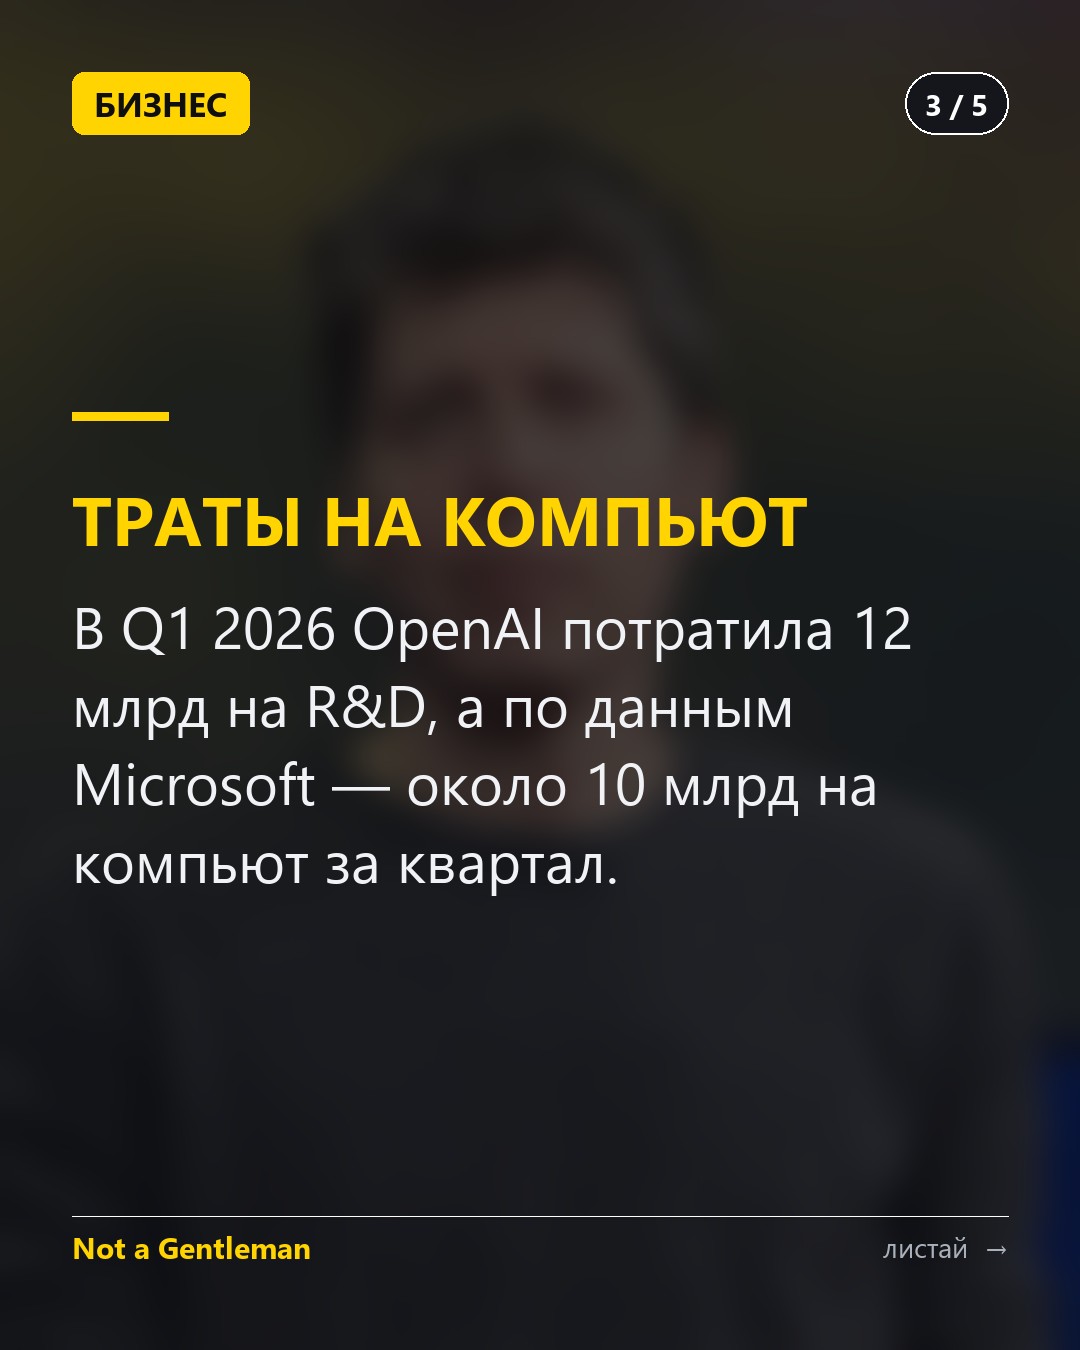 БИЗНЕС
3 / 5
ТРАТЫ НА КОМПЬЮТ
В Q1 2026 OpenAI потратила 12
млрд на R&D, а по данным
Microsoft — около 10 млрд на
компьют за квартал.
Not a Gentleman
листай →